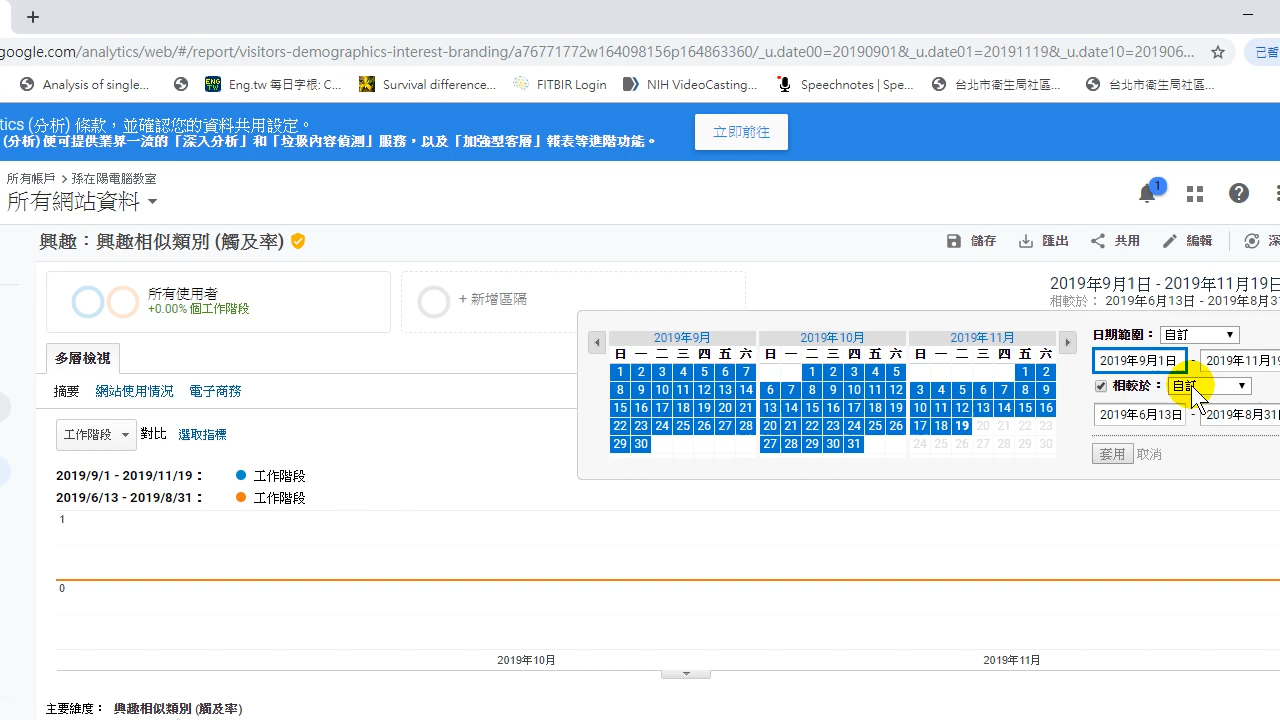 google.com/analytics/web/#/report/visitors-demographics-interest-branding/a76771772w164098156p164863360/_u.date00=20190901&_u.date01=20191119&_u.date10=201906...
已暫
Analysis of single...
Eng.tw 每日字根: C...
Survival difference...
FITBIR Login
NIH VideoCasting...
Speechnotes | Spe...
台北市衛生局社區...
台北市衛生局社區...
tics (分析) 條款，並確認您的資料共用設定。
(分析) 便可提供業界一流的「深入分析」和「垃圾內容偵測」服務，以及「加強型客層」報表等進階功能。
立即前往
所有帳戶 > 孫在陽電腦教室
所有網站資料
1
興趣：興趣相似類別 (觸及率)
儲存
匯出
共用
編輯
深
所有使用者
+0.00% 個工作階段
+ 新增區隔
2019年9月1日 - 2019年11月19日
相較於： 2019年6月13日 - 2019年8月31
2019年9月 2019年10月 2019年11月
日 一 二 三 四 五 六 日 一 二 三 四 五 六 日 一 二 三 四 五 六
1 2 3 4 5 6 7 1 2 3 4 5 1 2
8 9 10 11 12 13 14 6 7 8 9 10 11 12 3 4 5 6 7 8 9
15 16 17 18 19 20 21 13 14 15 16 17 18 19 10 11 12 13 14 15 16
22 23 24 25 26 27 28 20 21 22 23 24 25 26 17 18 19 20 21 22 23
29 30 27 28 29 30 31 24 25 26 27 28 29 30
日期範圍： 自訂
2019年9月1日 - 2019年11月19
相較於： 自訂
2019年6月13日 - 2019年8月31
套用 取消
多層檢視
摘要 網站使用情況 電子商務
工作階段 對比 選取指標
2019/9/1 - 2019/11/19： 工作階段
2019/6/13 - 2019/8/31： 工作階段
1
0
2019年10月 2019年11月
主要維度： 興趣相似類別 (觸及率)